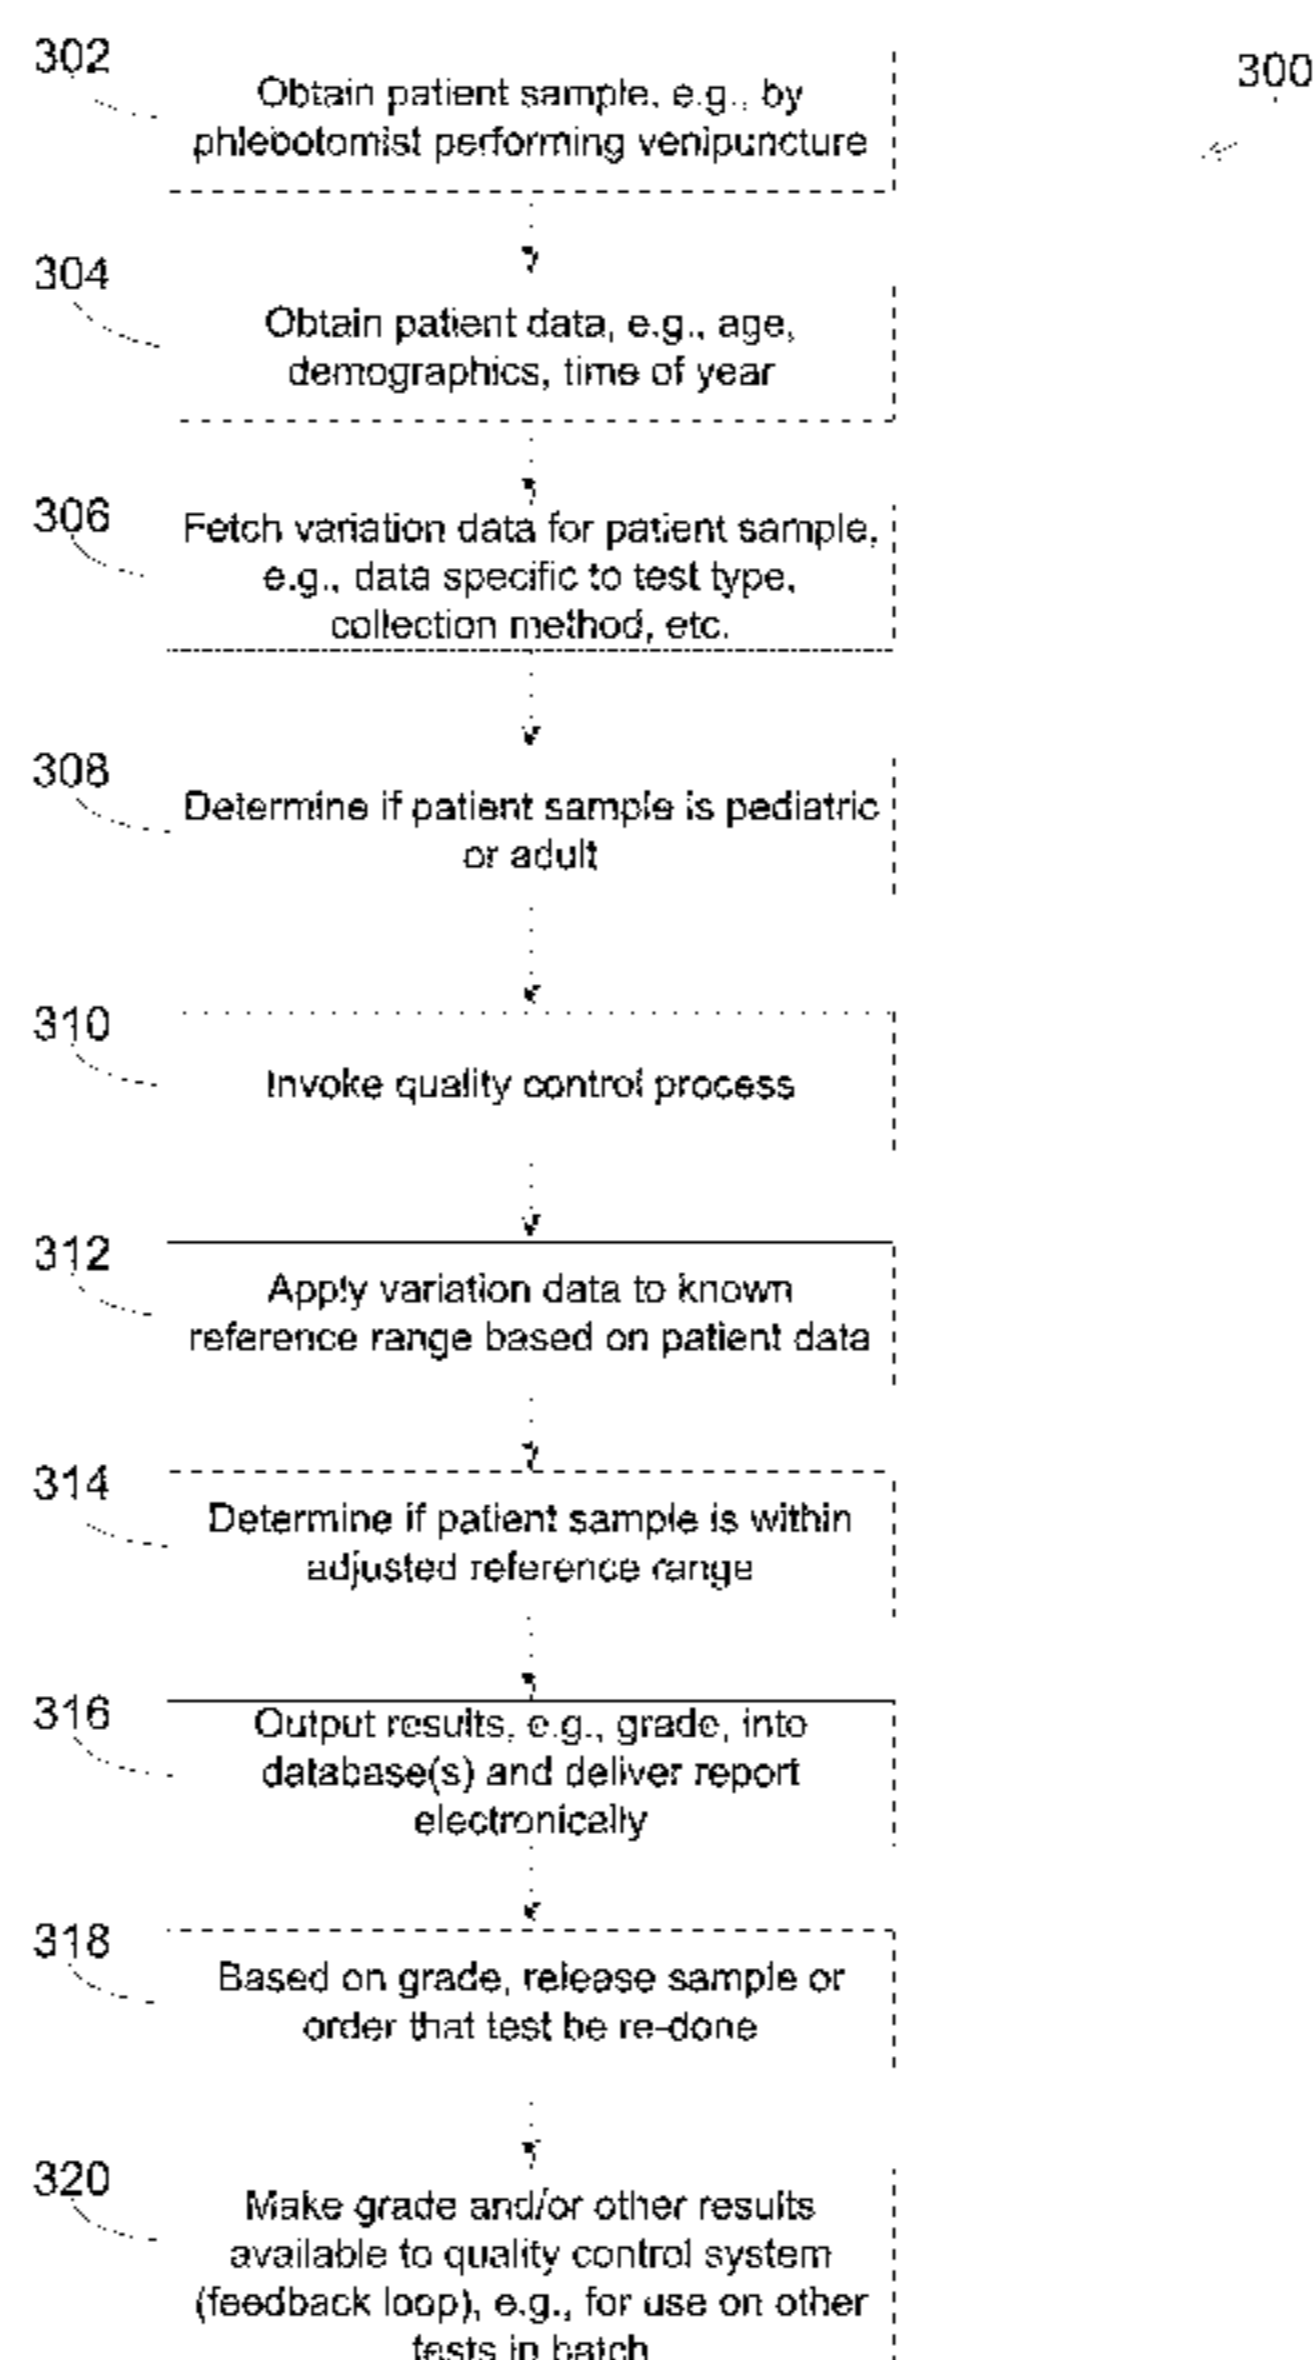 302
300
Obtain patient sample, e.g., by
phlebotomist performing venipuncture
304
Obtain patient data, e.g., age,
demographics, time of year
306
Fetch variation data for patient sample,
e.g., data specific to test type,
collection method, etc.
308
Determine if patient sample is pediatric
or adult
310
Invoke quality control process
312
Apply variation data to known
reference range based on patient data
314
Determine if patient sample is within
adjusted reference range
316
Output results, e.g., grade, into
database(s) and deliver report
electronically
318
Based on grade, release sample or
order that test be re-done
320
Make grade and/or other results
available to quality control system
(feedback loop), e.g., for use on other
tests in batch